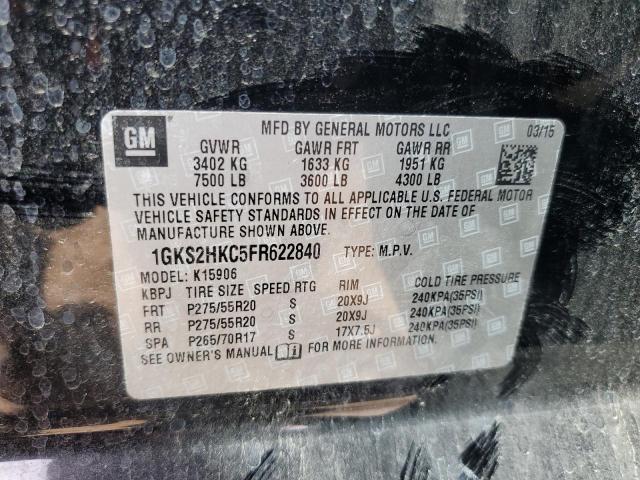 GM
MFD BY GENERAL MOTORS LLC 03/15
GVWR GAWR FRT GAWR RR
3402 KG 1633 KG 1951 KG
7500 LB 3600 LB 4300 LB
THIS VEHICLE CONFORMS TO ALL APPLICABLE U.S. FEDERAL MOTOR
VEHICLE SAFETY STANDARDS IN EFFECT ON THE DATE OF
MANUFACTURE SHOWN ABOVE.
1GKS2HKC5FR622840 TYPE: M.P.V.
MODEL: K15906
KBPJ TIRE SIZE SPEED RTG RIM COLD TIRE PRESSURE
FRT P275/55R20 S 20X9J 240KPA(35PSI)
RR P275/55R20 S 20X9J 240KPA(35PSI)
SPA P265/70R17 S 17X7.5J 240KPA(35PSI)
SEE OWNER'S MANUAL FOR MORE INFORMATION.